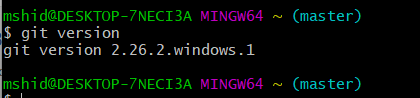 mshid@DESKTOP-7NECI3A MINGW64 ~ (master)
$ git version
git version 2.26.2.windows.1
mshid@DESKTOP-7NECI3A MINGW64 ~ (master)
$